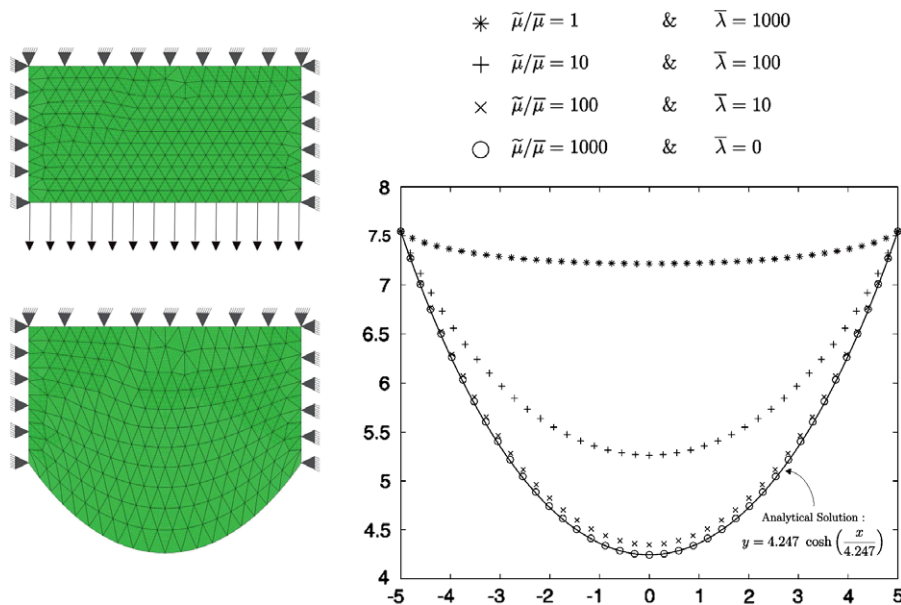 ∗ μ̃/μ̄ = 1 & λ̄ = 1000
+ μ̃/μ̄ = 10 & λ̄ = 100
× μ̃/μ̄ = 100 & λ̄ = 10
○ μ̃/μ̄ = 1000 & λ̄ = 0
8
7.5
7
6.5
6
5.5
5
4.5
4
Analytical Solution :
y = 4.247 cosh (x/4.247)
-5 -4 -3 -2 -1 0 1 2 3 4 5